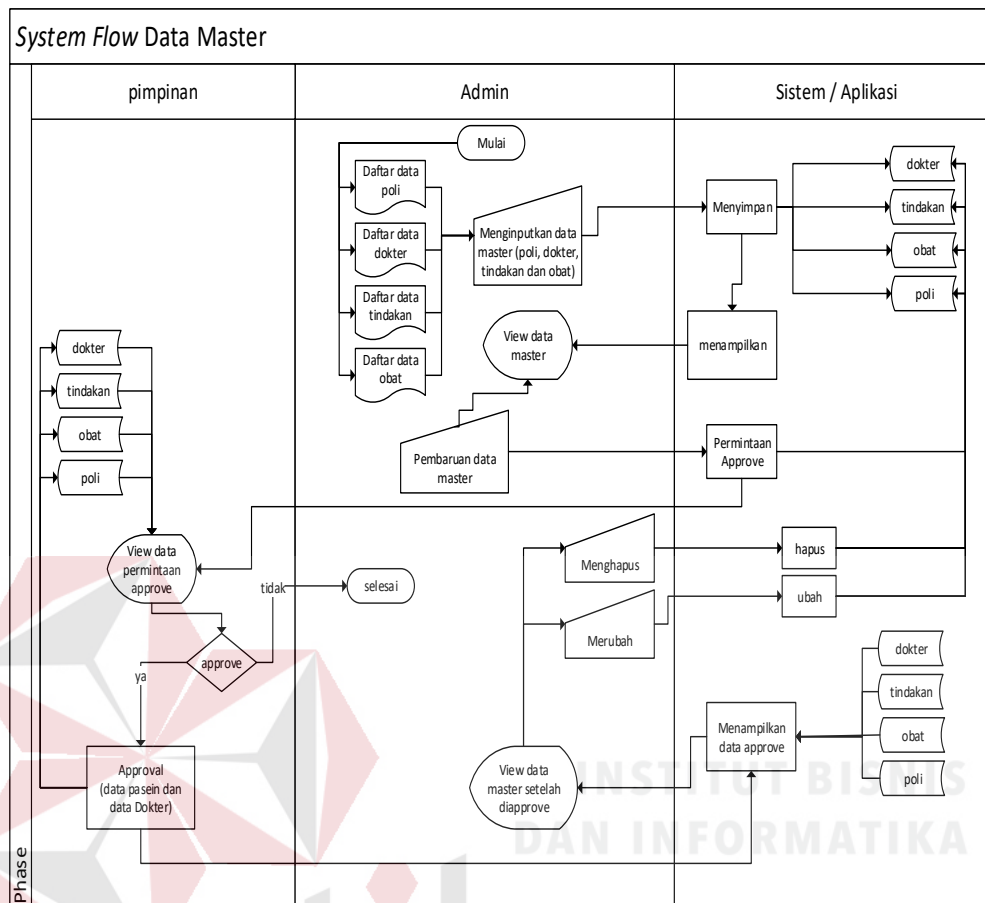 System Flow Data Master
pimpinan
Admin
Sistem / Aplikasi
Phase
Mulai
Daftar data
poli
Daftar data
dokter
Daftar data
tindakan
Daftar data
obat
Menginputkan data
master (poli, dokter,
tindakan dan obat)
Menyimpan
dokter
tindakan
obat
poli
menampilkan
View data
master
Pembaruan data
master
Permintaan
Approve
dokter
tindakan
obat
poli
View data
permintaan
approve
tidak
selesai
approve
ya
Approval
(data pasein dan
data Dokter)
Menghapus
hapus
Merubah
ubah
dokter
tindakan
obat
poli
Menampilkan
data approve
View data
master setelah
diapprove
INSTITUT BISNIS
DAN INFORMATIKA